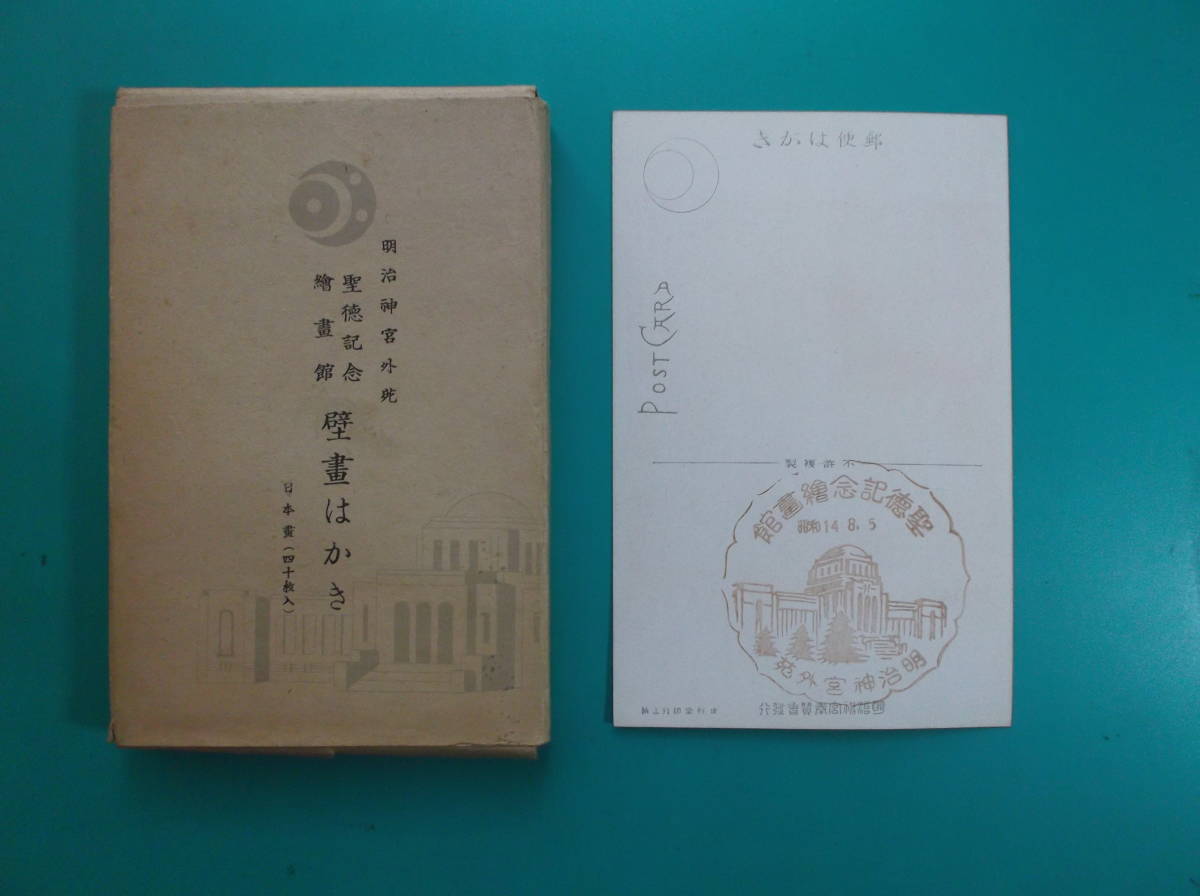 明治神宮外苑
聖徳記念
繪畫館
壁畫はかき
日本畫(四十枚入)
きかは便郵
POST CARD
製複許不
聖徳記念繪畫館
昭和14.8.5
明治神宮外苑